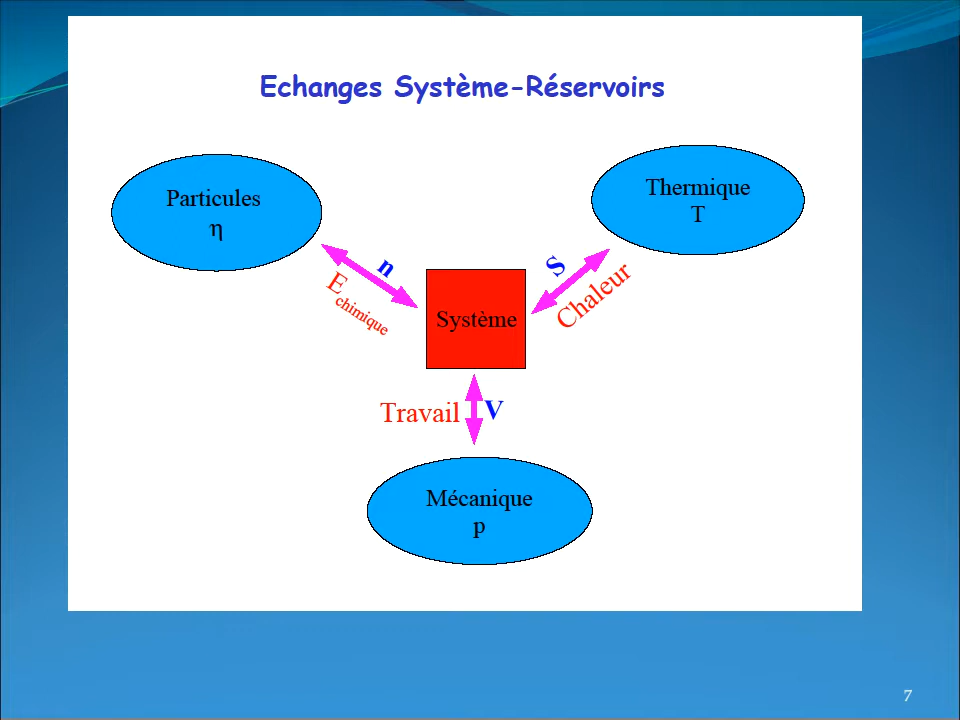 Echanges Système-Réservoirs
Particules
η
Thermique
T
n
E chimique
S
Chaleur
Système
Travail
V
Mécanique
p
7